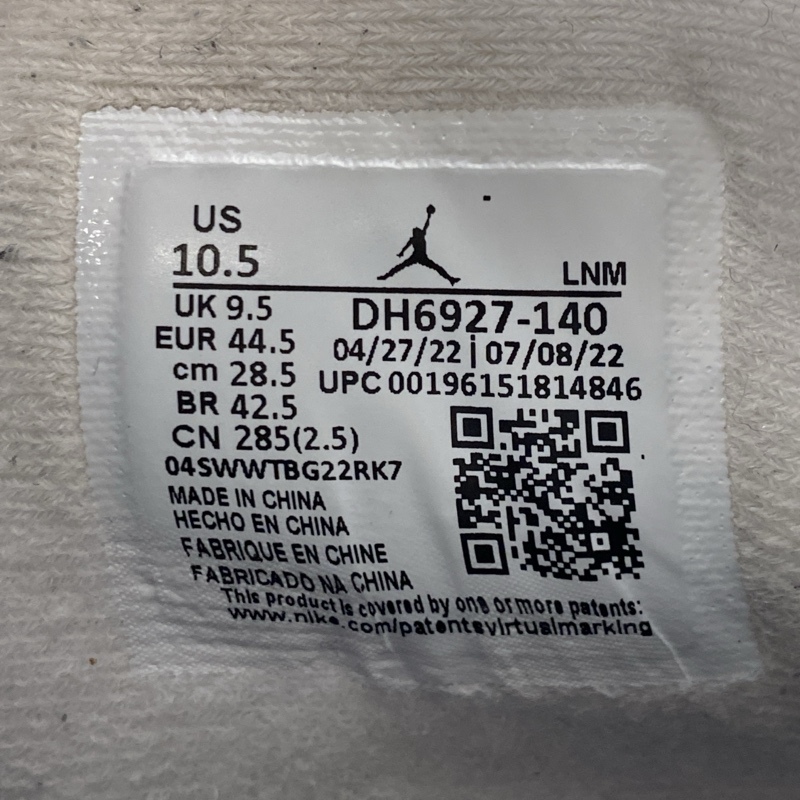 US
10.5
LNM
UK 9.5
DH6927-140
EUR 44.5
04/27/22 | 07/08/22
cm 28.5
UPC 00196151814846
BR 42.5
CN 285(2.5)
04SWWTBG22RK7
MADE IN CHINA
HECHO EN CHINA
FABRIQUE EN CHINE
FABRICADO NA CHINA
This product is covered by one or more patents:
www.nike.com/patentsvirtualmarking